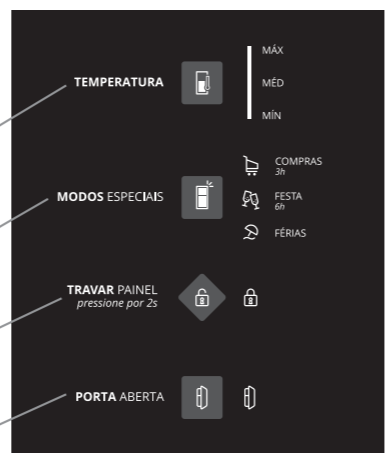 TEMPERATURA
MÁX
MÉD
MÍN
MODOS ESPECIAIS
COMPRAS
3h
FESTA
6h
FÉRIAS
TRAVAR PAINEL
pressione por 2s
PORTA ABERTA